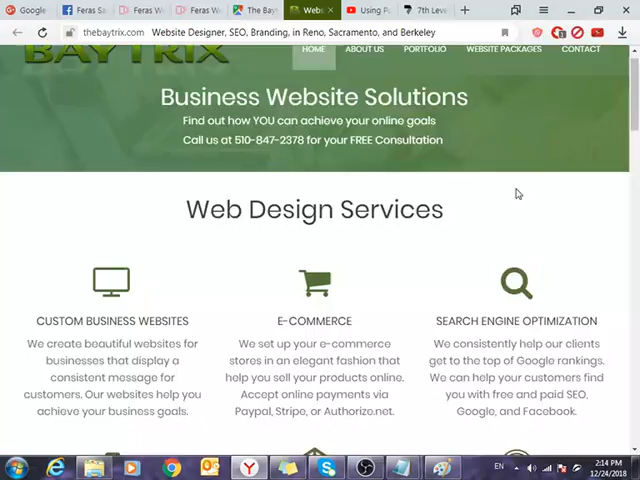 Google
Feras Sa
Feras W
Feras W
The Bay
Webs
Using Po
7th Leve
thebaytrix.com Website Designer, SEO, Branding, in Reno, Sacramento, and Berkeley
BAYTRIX
HOME
ABOUT US
PORTFOLIO
WEBSITE PACKAGES
CONTACT
Business Website Solutions
Find out how YOU can achieve your online goals
Call us at 510-847-2378 for your FREE Consultation
Web Design Services
CUSTOM BUSINESS WEBSITES
We create beautiful websites for
businesses that display a
consistent message for
customers. Our websites help you
achieve your business goals.
E-COMMERCE
We set up your e-commerce
stores in an elegant fashion that
help you sell your products online.
Accept online payments via
Paypal, Stripe, or Authorize.net.
SEARCH ENGINE OPTIMIZATION
We consistently help our clients
get to the top of Google rankings.
We can help your customers find
you with free and paid SEO,
Google, and Facebook.
EN
2:14 PM
12/24/2018